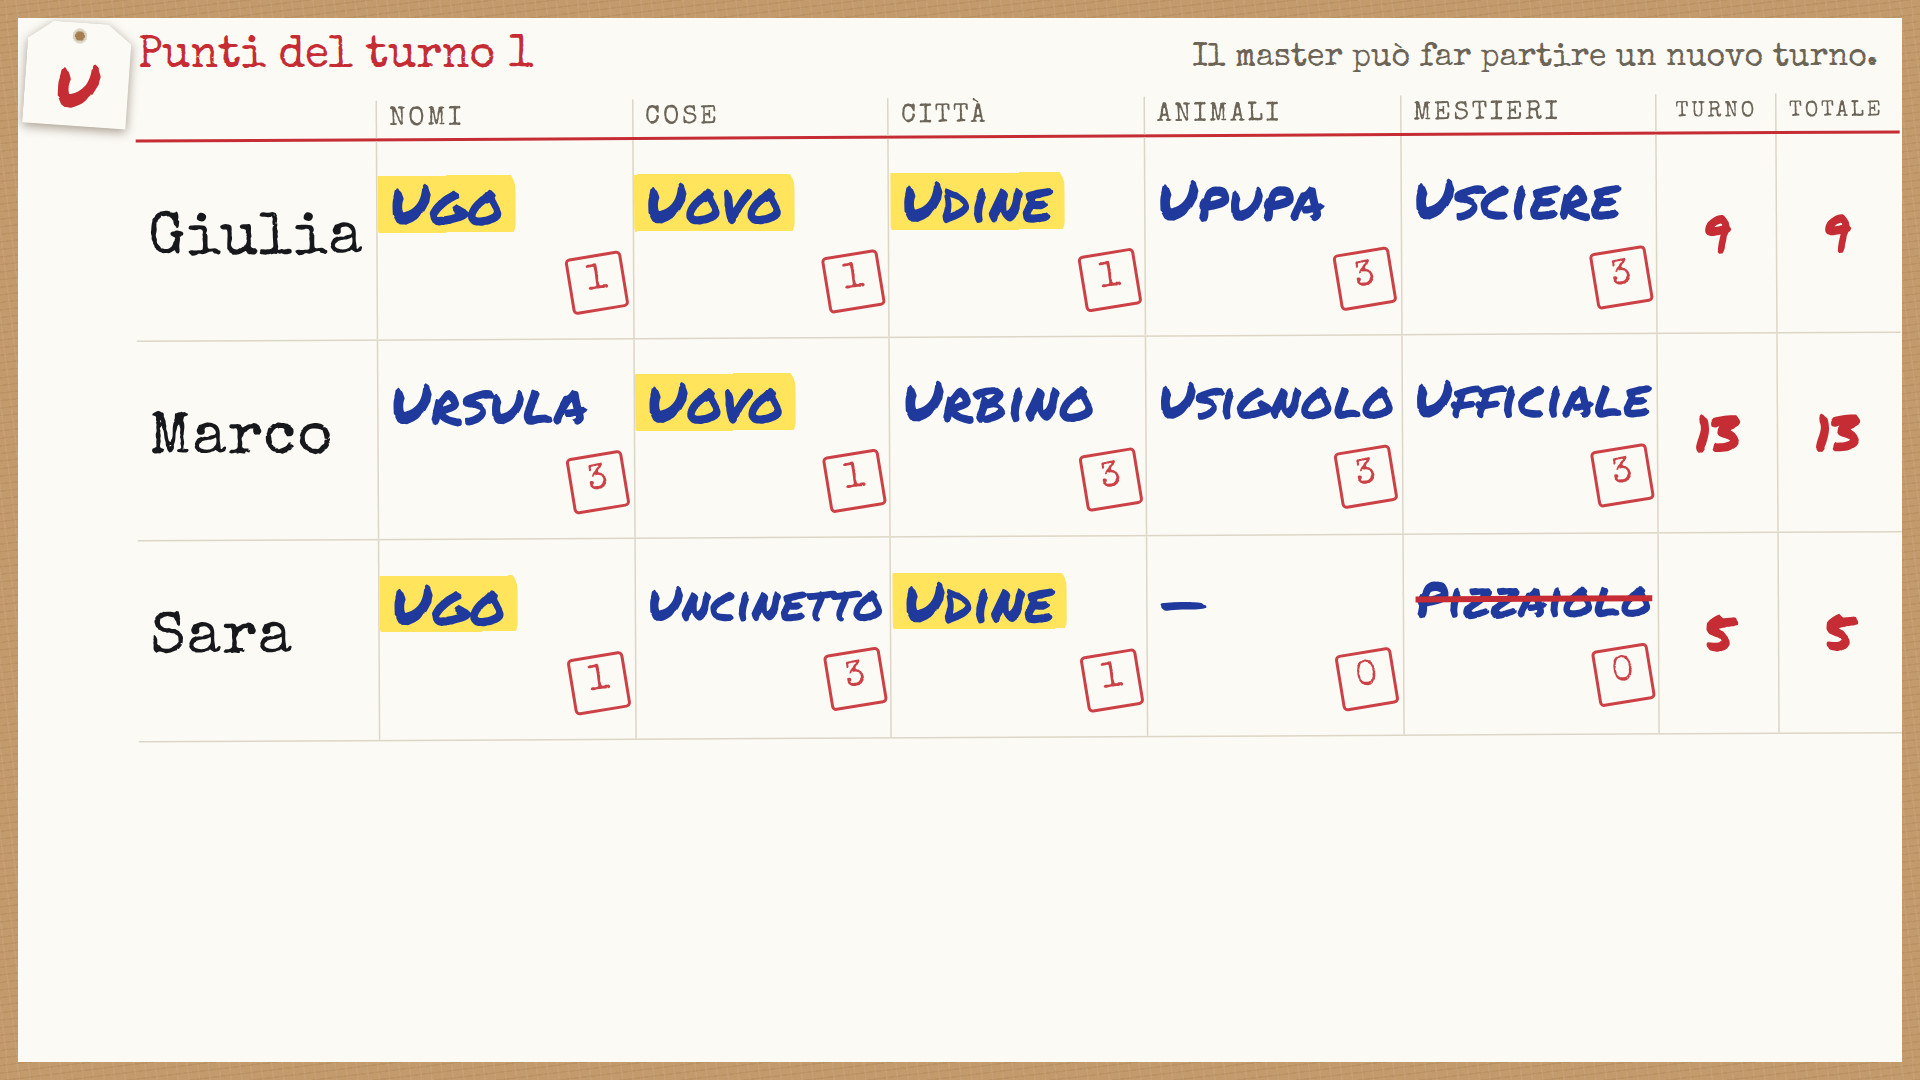 U
Punti del turno 1
Il master può far partire un nuovo turno.
NOMI COSE CITTÀ ANIMALI MESTIERI TURNO TOTALE
Giulia UGO UOVO UDINE UPUPA USCIERE 9 9
1 1 1 3 3
Marco URSULA UOVO URBINO USIGNOLO UFFICIALE 13 13
3 1 3 3 3
Sara UGO UNCINETTO UDINE — PIZZAIOLO 5 5
1 3 1 0 0